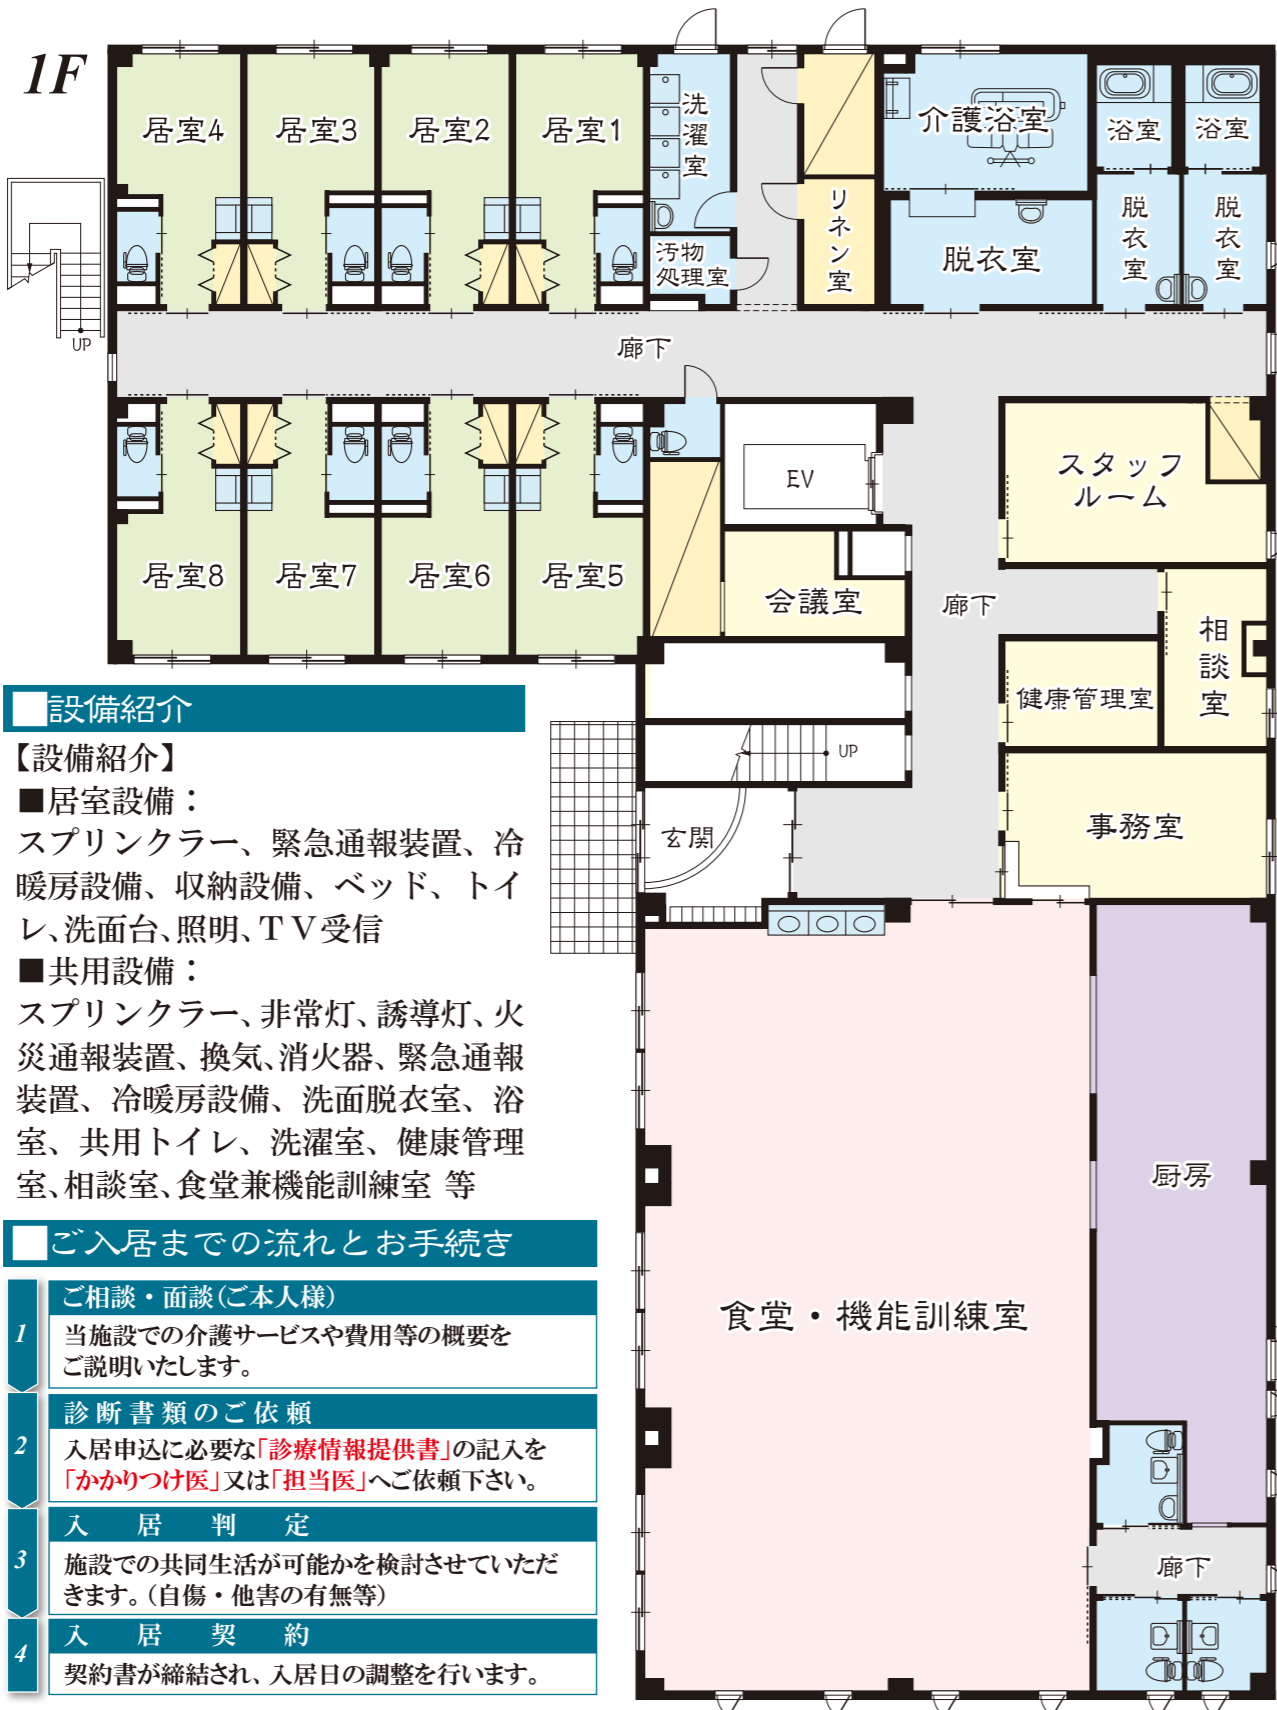 1F
居室4
居室3
居室2
居室1
洗濯室
汚物
処理室
リネン室
介護浴室
浴室
浴室
脱衣室
脱衣室
脱衣室
UP
廊下
EV
スタッフ
ルーム
居室8
居室7
居室6
居室5
会議室
廊下
相談室
健康管理室
UP
玄関
事務室
厨房
食堂・機能訓練室
廊下
■設備紹介
【設備紹介】
■居室設備：
スプリンクラー、緊急通報装置、冷
暖房設備、収納設備、ベッド、トイ
レ、洗面台、照明、TV受信
■共用設備：
スプリンクラー、非常灯、誘導灯、火
災通報装置、換気、消火器、緊急通報
装置、冷暖房設備、洗面脱衣室、浴
室、共用トイレ、洗濯室、健康管理
室、相談室、食堂兼機能訓練室 等
■ご入居までの流れとお手続き
1
ご相談・面談（ご本人様）
当施設での介護サービスや費用等の概要を
ご説明いたします。
2
診断書類のご依頼
入居申込に必要な「診療情報提供書」の記入を
「かかりつけ医」又は「担当医」へご依頼下さい。
3
入居判定
施設での共同生活が可能かを検討させていただ
きます。（自傷・他害の有無等）
4
入居契約
契約書が締結され、入居日の調整を行います。